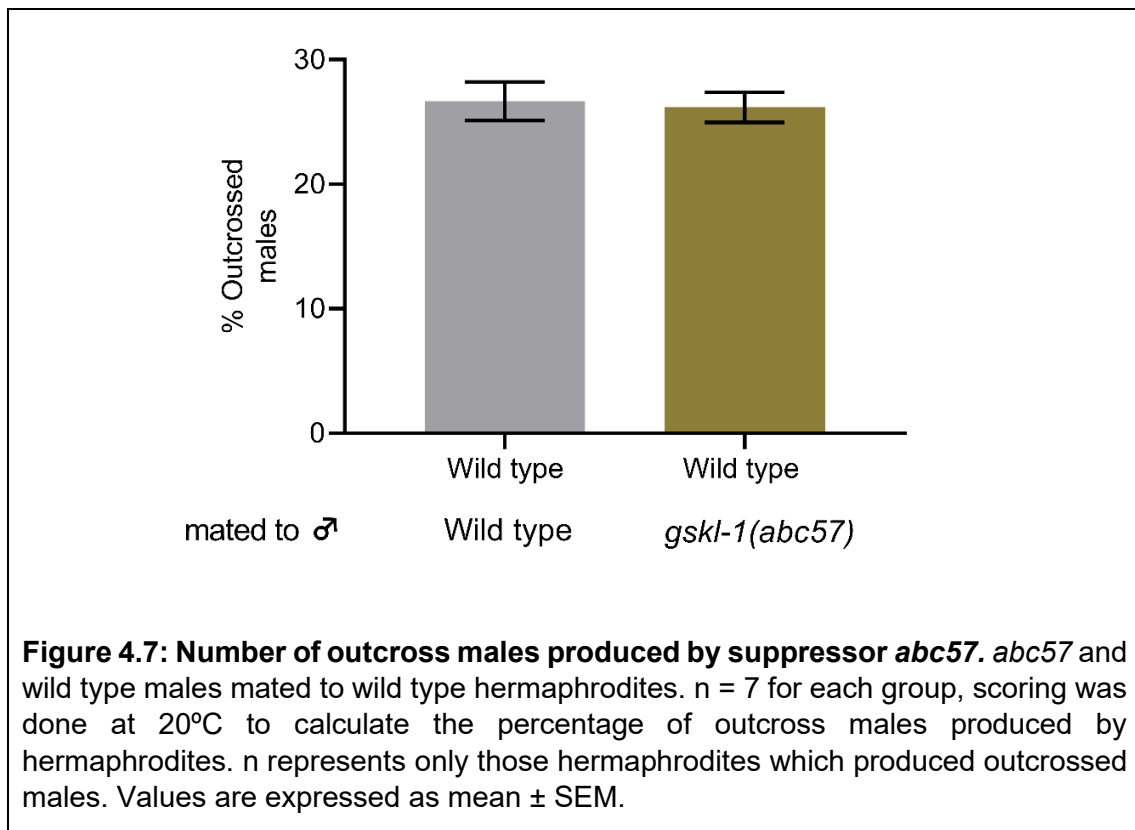 30
20
10
0
% Outcrossed
males
Wild type Wild type
mated to ♂ Wild type gskl-1(abc57)
Figure 4.7: Number of outcross males produced by suppressor abc57. abc57 and
wild type males mated to wild type hermaphrodites. n = 7 for each group, scoring was
done at 20ºC to calculate the percentage of outcross males produced by
hermaphrodites. n represents only those hermaphrodites which produced outcrossed
males. Values are expressed as mean ± SEM.